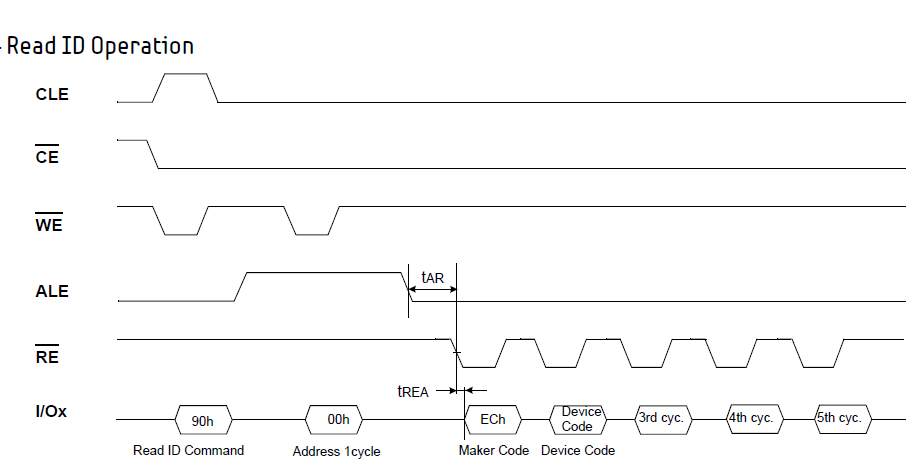 Read ID Operation
CLE
CE
WE
ALE
tAR
RE
tREA
I/Ox
90h
00h
ECh
Device
Code
3rd cyc.
4th cyc.
5th cyc.
Read ID Command
Address 1cycle
Maker Code
Device Code